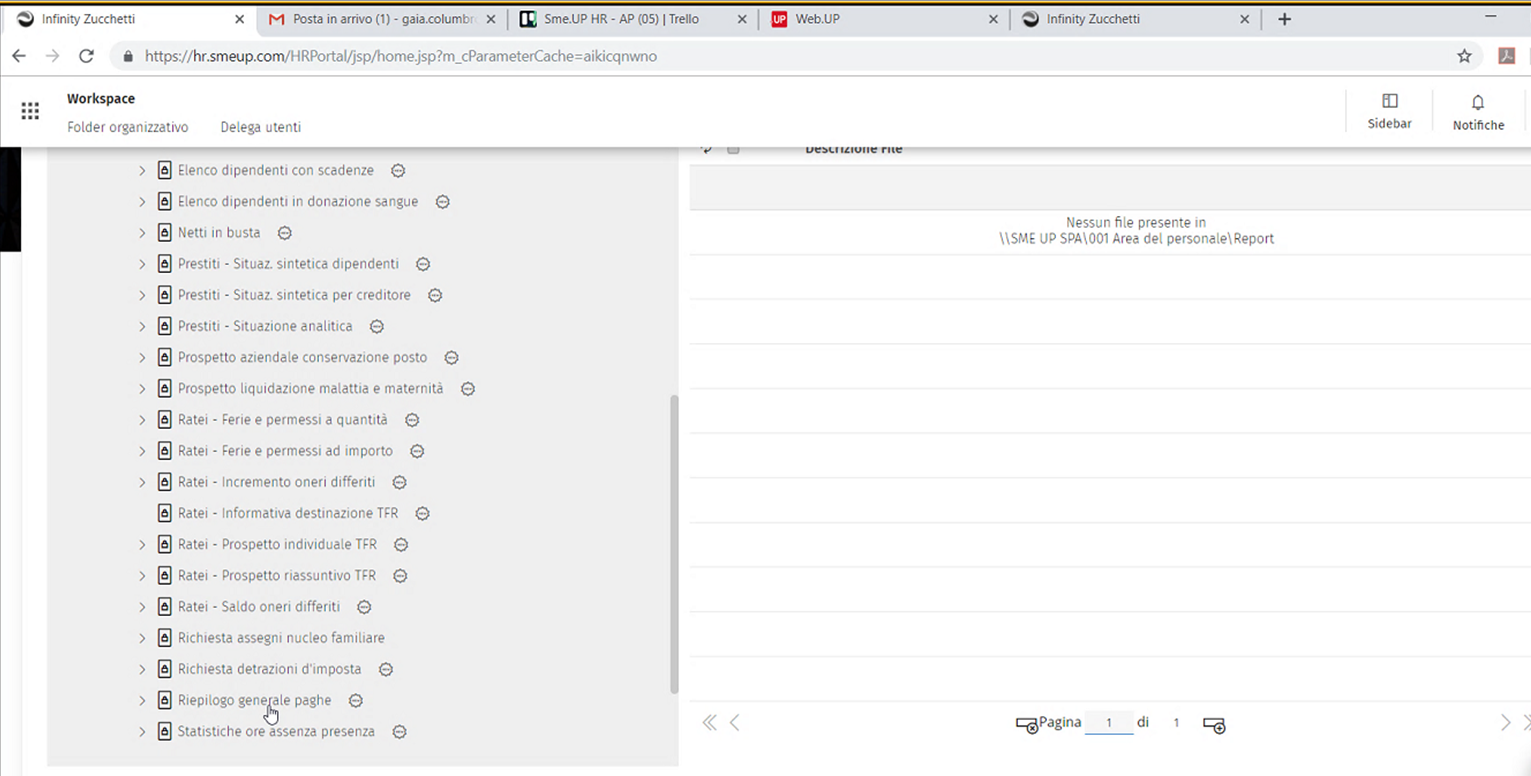 Infinity Zucchetti
Posta in arrivo (1) - gaia.columbr
Sme.UP HR - AP (05) | Trello
UP Web.UP
Infinity Zucchetti
https://hr.smeup.com/HRPortal/jsp/home.jsp?m_cParameterCache=aikicqnwno
Workspace
Folder organizzativo
Delega utenti
Sidebar
Notifiche
Elenco dipendenti con scadenze
Elenco dipendenti in donazione sangue
Netti in busta
Prestiti - Situaz. sintetica dipendenti
Prestiti - Situaz. sintetica per creditore
Prestiti - Situazione analitica
Prospetto aziendale conservazione posto
Prospetto liquidazione malattia e maternità
Ratei - Ferie e permessi a quantità
Ratei - Ferie e permessi ad importo
Ratei - Incremento oneri differiti
Ratei - Informativa destinazione TFR
Ratei - Prospetto individuale TFR
Ratei - Prospetto riassuntivo TFR
Ratei - Saldo oneri differiti
Richiesta assegni nucleo familiare
Richiesta detrazioni d'imposta
Riepilogo generale paghe
Statistiche ore assenza presenza
Descrizione File
Nessun file presente in
\\SME UP SPA\001 Area del personale\Report
Pagina 1 di 1